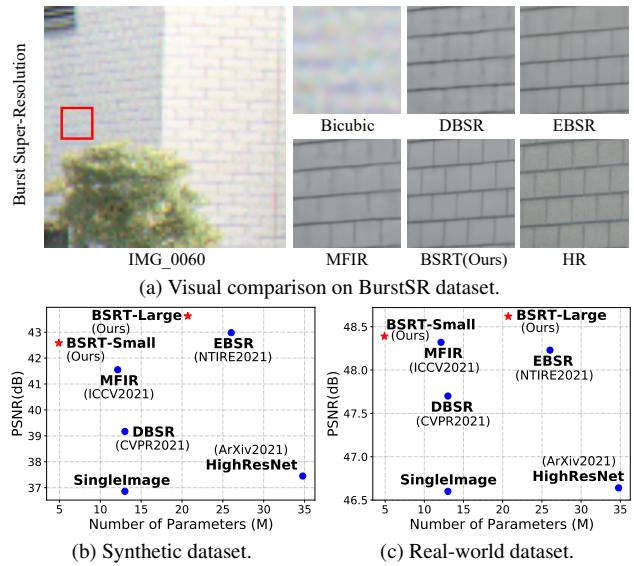 Burst Super-Resolution
Bicubic
DBSR
EBSR
IMG_0060
MFIR
BSRT(Ours)
HR
(a) Visual comparison on BurstSR dataset.
PSNR(dB)
43
42
41
40
39
38
37
BSRT-Large
(Ours)
BSRT-Small
(Ours)
EBSR
(NTIRE2021)
MFIR
(ICCV2021)
DBSR
(CVPR2021)
(ArXiv2021)
HighResNet
SingleImage
5 10 15 20 25 30 35
Number of Parameters (M)
(b) Synthetic dataset.
PSNR(dB)
48.5
48.0
47.5
47.0
46.5
BSRT-Large
(Ours)
BSRT-Small
(Ours)
MFIR
(ICCV2021)
EBSR
(NTIRE2021)
DBSR
(CVPR2021)
(ArXiv2021)
HighResNet
SingleImage
5 10 15 20 25 30 35
Number of Parameters (M)
(c) Real-world dataset.